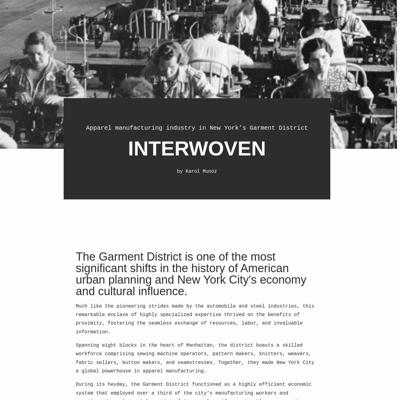 Apparel manufacturing industry in New York's Garment District
INTERWOVEN
by Karol Munoz
The Garment District is one of the most
significant shifts in the history of American
urban planning and New York City's economy
and cultural influence.
Much like the pioneering strides made by the automobile and steel industries, this
remarkable enclave of highly specialized expertise thrived on the benefits of
proximity, fostering the seamless exchange of resources, labor, and invaluable
information.
Spanning eight blocks in the heart of Manhattan, the district boasts a skilled
workforce comprising sewing machine operators, pattern makers, knitters, weavers,
fabric sellers, button makers, and seamstresses. Together, they made New York City
a global powerhouse in apparel manufacturing.
During its heyday, the Garment District functioned as a highly efficient economic
system that employed over a third of the city's manufacturing workers and